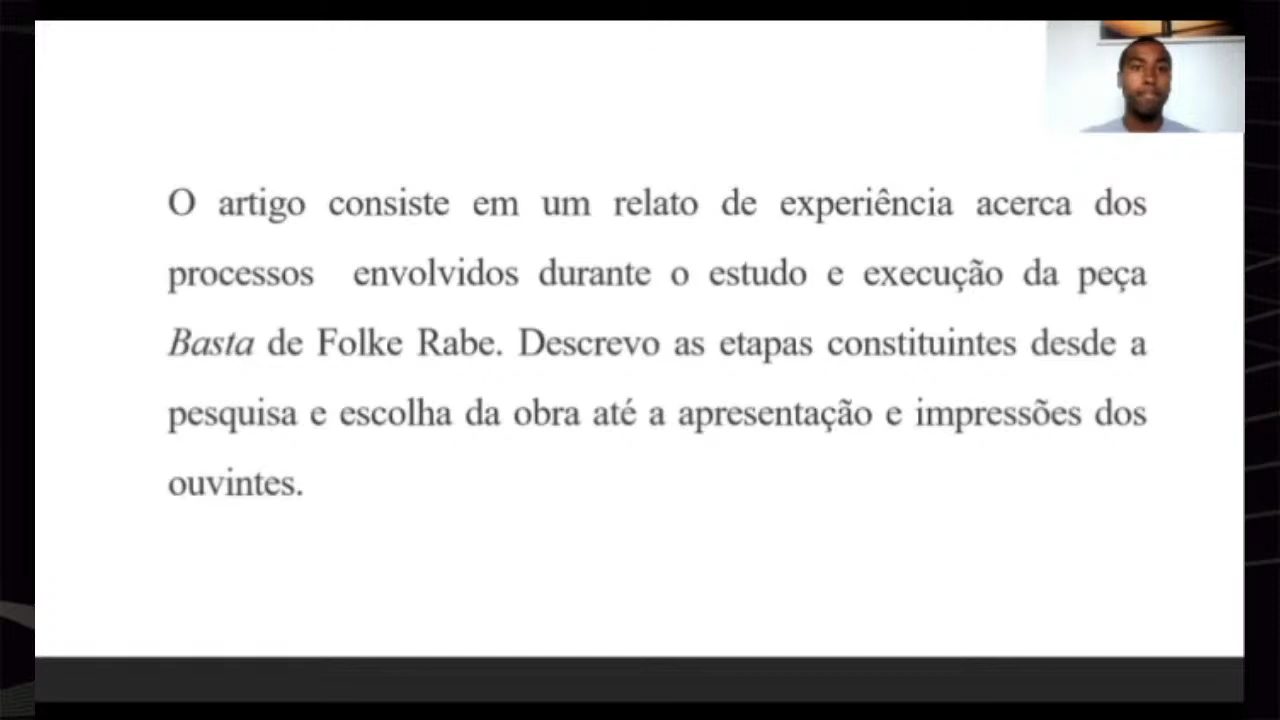 O artigo consiste em um relato de experiência acerca dos
processos envolvidos durante o estudo e execução da peça
Basta de Folke Rabe. Descrevo as etapas constituintes desde a
pesquisa e escolha da obra até a apresentação e impressões dos
ouvintes.